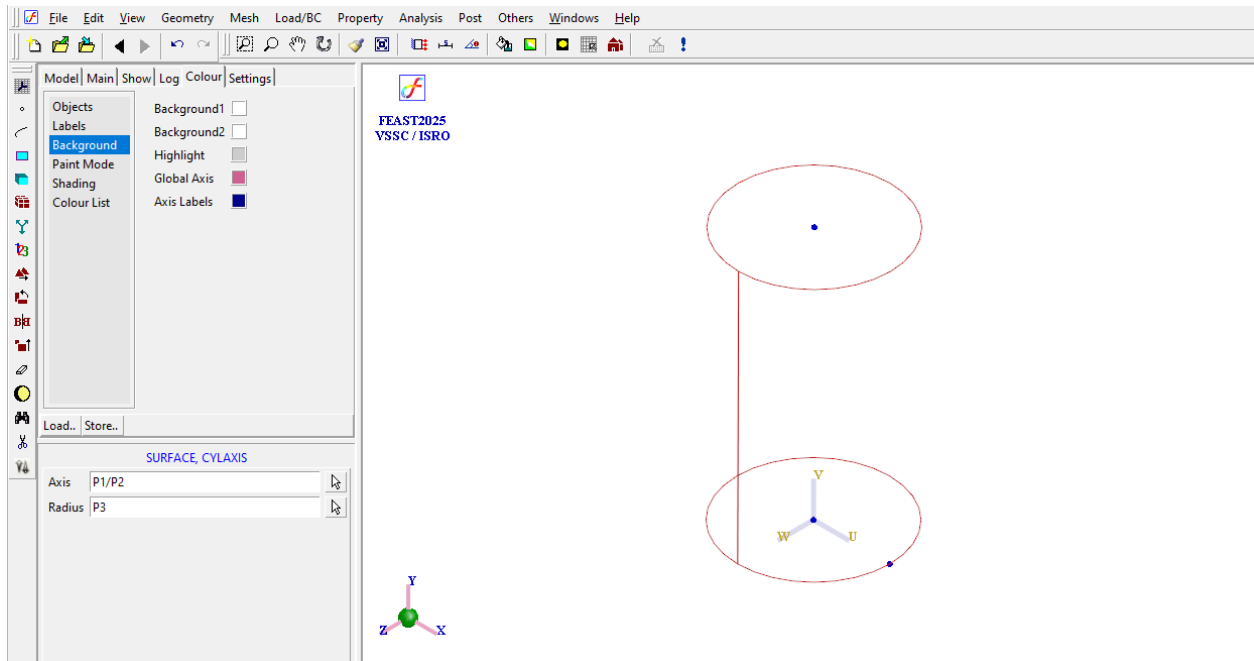 File Edit View Geometry Mesh Load/BC Property Analysis Post Others Windows Help
Model Main Show Log Colour Settings
Objects
Labels
Background
Paint Mode
Shading
Colour List
Background1
Background2
Highlight
Global Axis
Axis Labels
Load.. Store..
SURFACE, CYLAXIS
Axis P1/P2
Radius P3
FEAST2025
VSSC / ISRO
V
W U
Y
Z X